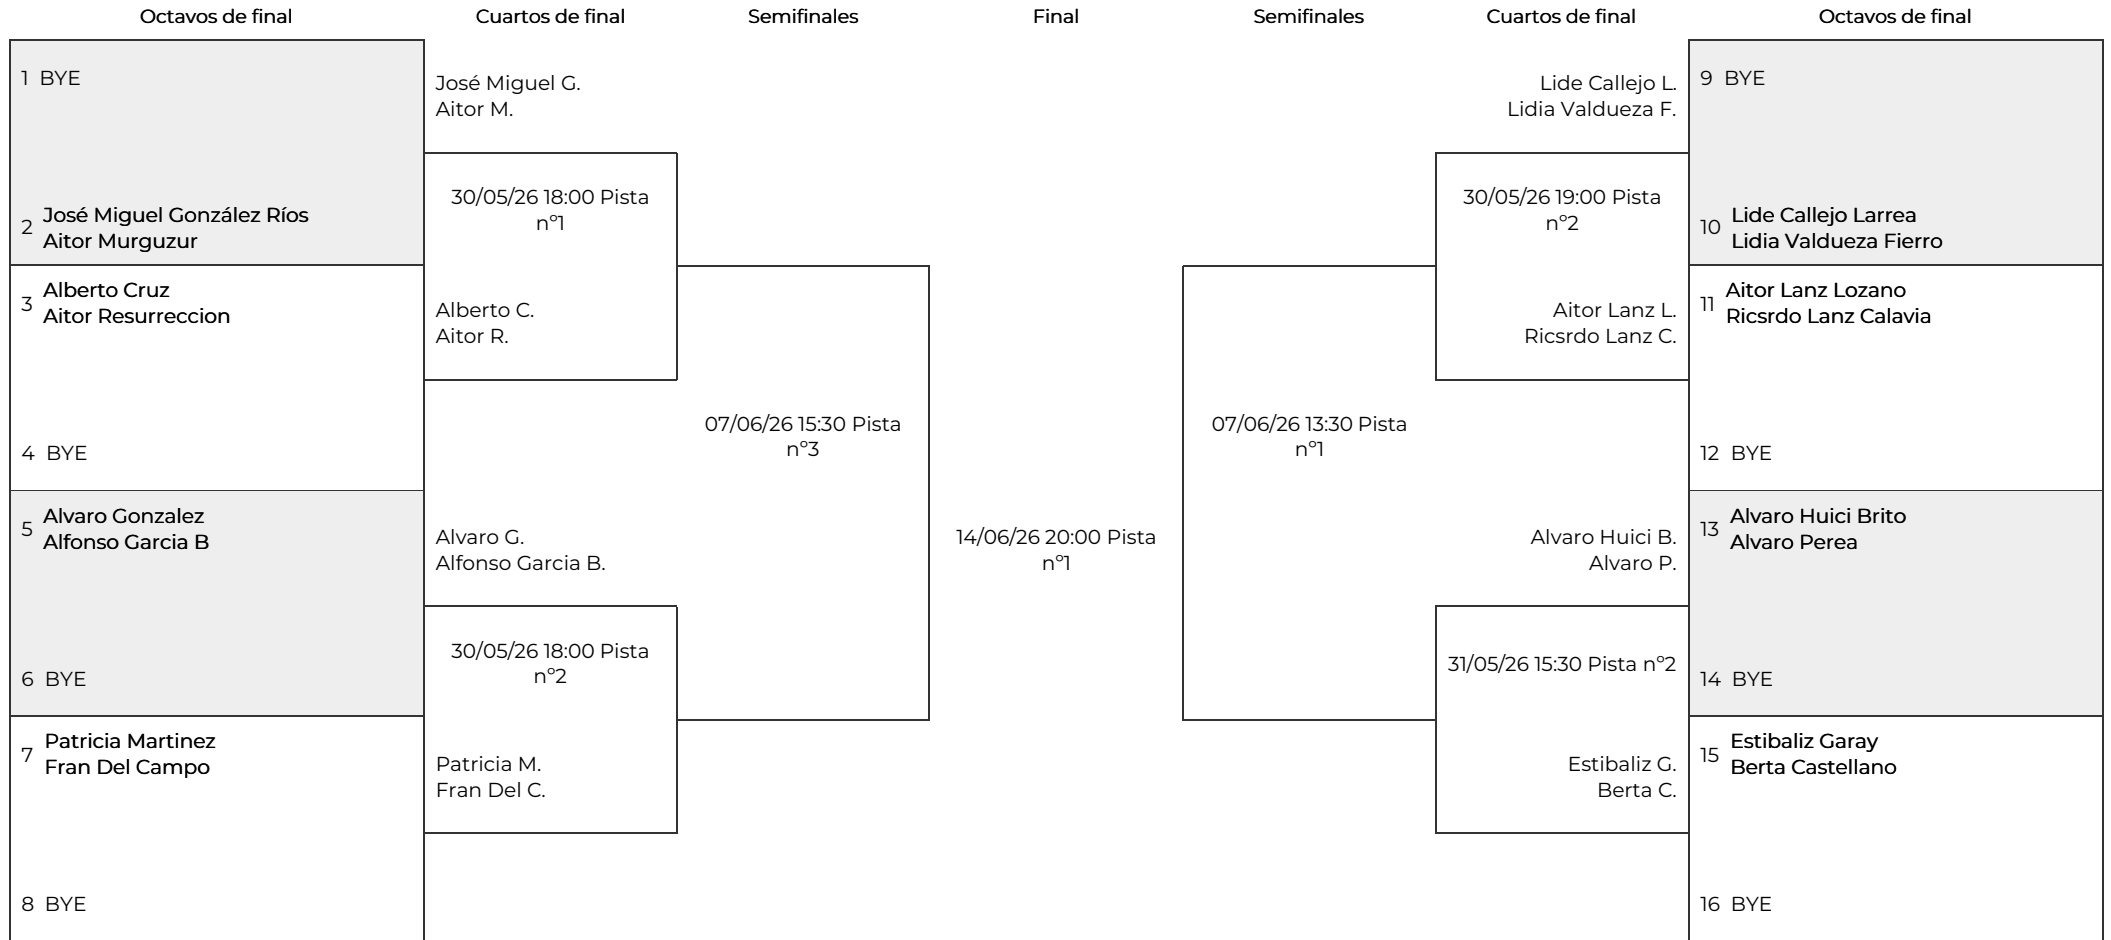 Octavos de final
Cuartos de final
Semifinales
Final
Semifinales
Cuartos de final
Octavos de final
1 BYE
2 José Miguel González Ríos
Aitor Murguzur
3 Alberto Cruz
Aitor Resurreccion
4 BYE
5 Alvaro Gonzalez
Alfonso Garcia B
6 BYE
7 Patricia Martinez
Fran Del Campo
8 BYE
José Miguel G.
Aitor M.
30/05/26 18:00 Pista
nº1
Alberto C.
Aitor R.
Alvaro G.
Alfonso Garcia B.
30/05/26 18:00 Pista
nº2
Patricia M.
Fran Del C.
07/06/26 15:30 Pista
nº3
14/06/26 20:00 Pista
nº1
07/06/26 13:30 Pista
nº1
Lide Callejo L.
Lidia Valdueza F.
30/05/26 19:00 Pista
nº2
Aitor Lanz L.
Ricsrdo Lanz C.
Alvaro Huici B.
Alvaro P.
31/05/26 15:30 Pista nº2
Estibaliz G.
Berta C.
9 BYE
10 Lide Callejo Larrea
Lidia Valdueza Fierro
11 Aitor Lanz Lozano
Ricsrdo Lanz Calavia
12 BYE
13 Alvaro Huici Brito
Alvaro Perea
14 BYE
15 Estibaliz Garay
Berta Castellano
16 BYE